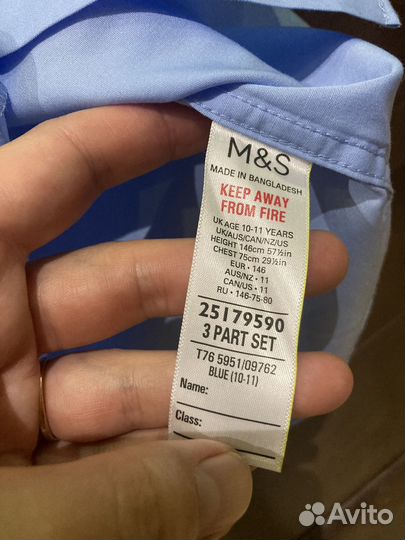 M&S
MADE IN BANGLADESH
KEEP AWAY
FROM FIRE
UK AGE 10-11 YEARS
UK/AUS/CAN/NZ/US
HEIGHT 146cm 57½in
CHEST 75cm 29½in
EUR • 146
AUS/NZ • 11
CAN/US • 11
RU • 146-75-80
25179590
3 PART SET
T76 5951/09762
BLUE (10-11)
Name:
Class:
Avito